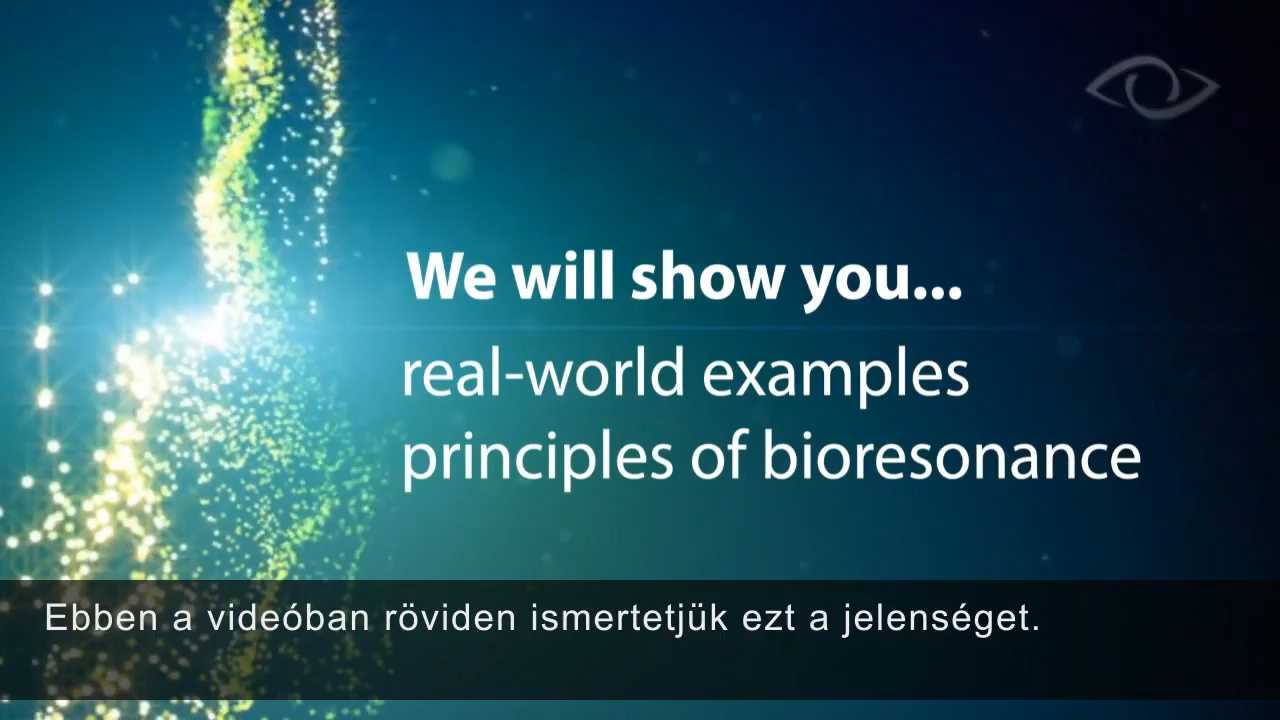 We will show you...
real-world examples
principles of bioresonance
Ebben a videóban röviden ismertetjük ezt a jelenséget.